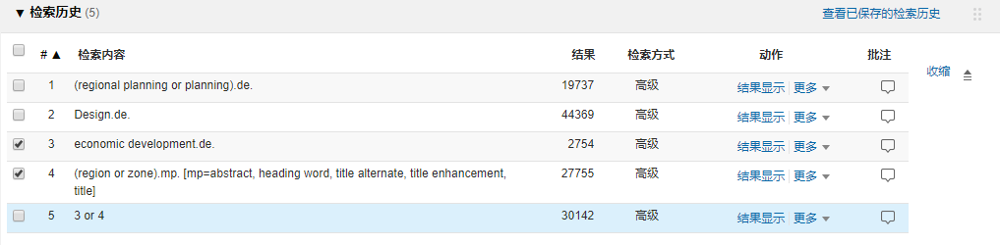 ▼ 检索历史 (5) 查看已保存的检索历史
# ▲ 检索内容 结果 检索方式 动作 批注
收缩
1 (regional planning or planning).de. 19737 高级 结果显示 更多
2 Design.de. 44369 高级 结果显示 更多
3 economic development.de. 2754 高级 结果显示 更多
4 (region or zone).mp. [mp=abstract, heading word, title alternate, title enhancement, 27755 高级 结果显示 更多
title]
5 3 or 4 30142 高级 结果显示 更多